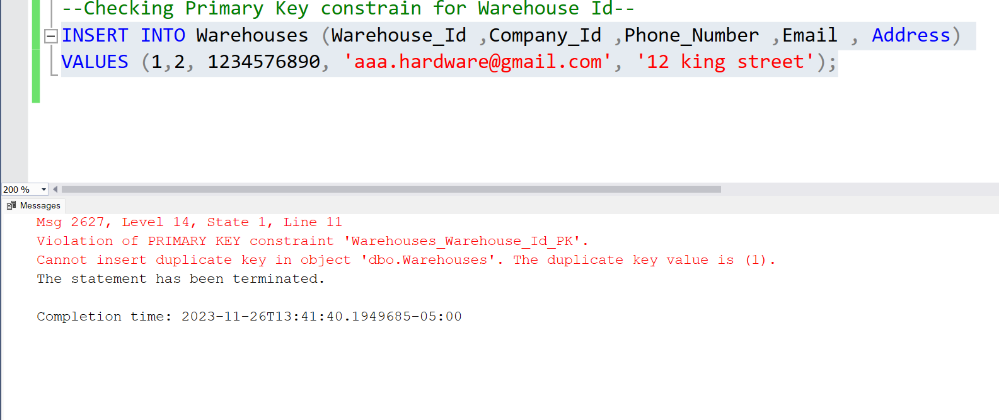 --Checking Primary Key constrain for Warehouse Id--
INSERT INTO Warehouses (Warehouse_Id ,Company_Id ,Phone_Number ,Email , Address)
VALUES (1,2, 1234576890, 'aaa.hardware@gmail.com', '12 king street');
200 %
Messages
Msg 2627, Level 14, State 1, Line 11
Violation of PRIMARY KEY constraint 'Warehouses_Warehouse_Id_PK'.
Cannot insert duplicate key in object 'dbo.Warehouses'. The duplicate key value is (1).
The statement has been terminated.
Completion time: 2023-11-26T13:41:40.1949685-05:00